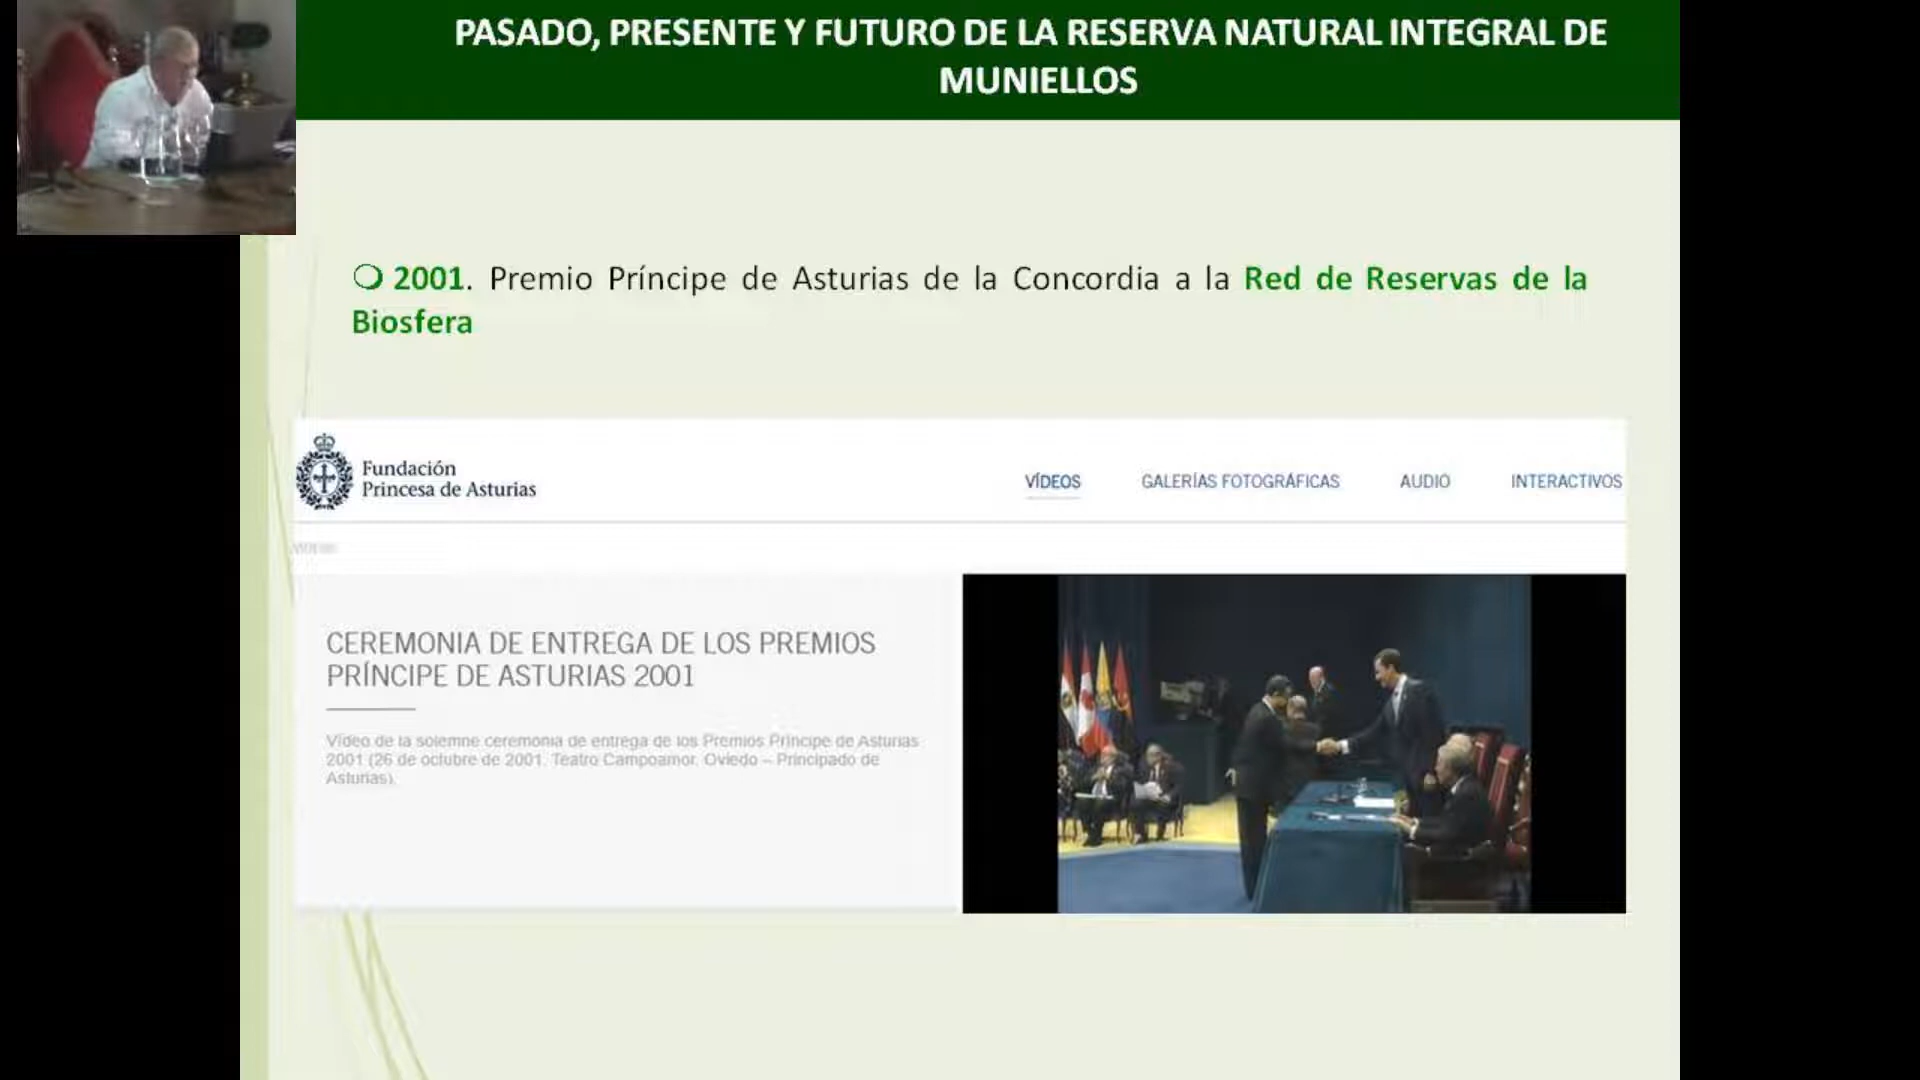 PASADO, PRESENTE Y FUTURO DE LA RESERVA NATURAL INTEGRAL DE
MUNIELLOS
2001. Premio Príncipe de Asturias de la Concordia a la Red de Reservas de la
Biosfera
Fundación
Princesa de Asturias
VÍDEOS GALERÍAS FOTOGRÁFICAS AUDIO INTERACTIVOS
CEREMONIA DE ENTREGA DE LOS PREMIOS
PRÍNCIPE DE ASTURIAS 2001
Vídeo de la solemne ceremonia de entrega de los Premios Príncipe de Asturias
2001 (26 de octubre de 2001. Teatro Campoamor. Oviedo – Principado de
Asturias).